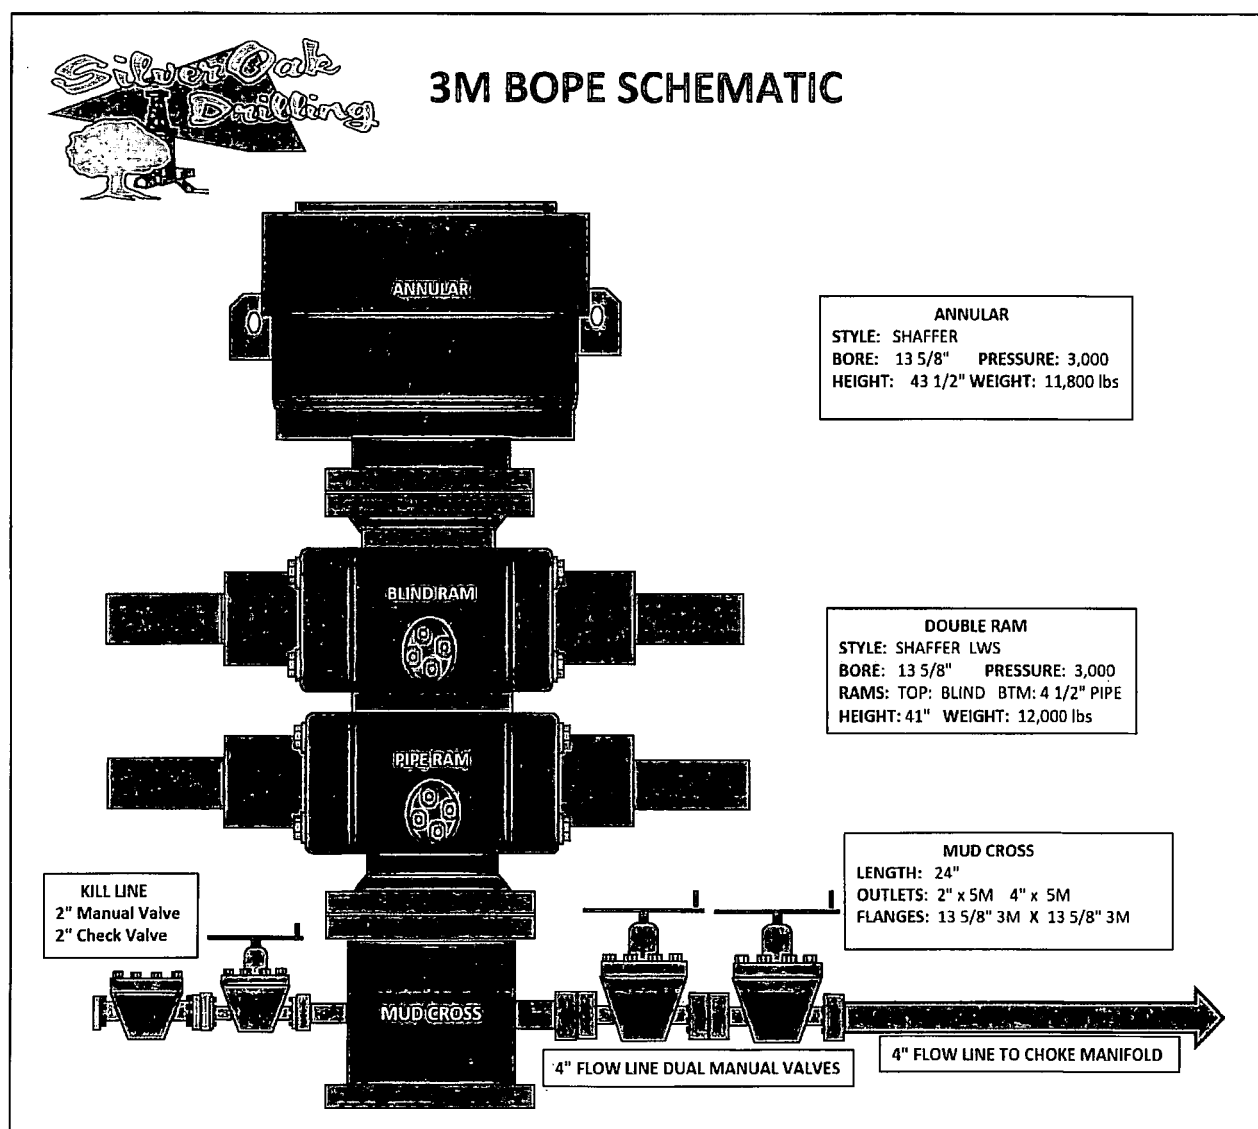 Silver Oak
Drilling
3M BOPE SCHEMATIC
ANNULAR
ANNULAR
STYLE: SHAFFER
BORE: 13 5/8" PRESSURE: 3,000
HEIGHT: 43 1/2" WEIGHT: 11,800 lbs
BLIND RAM
DOUBLE RAM
STYLE: SHAFFER LWS
BORE: 13 5/8" PRESSURE: 3,000
RAMS: TOP: BLIND BTM: 4 1/2" PIPE
HEIGHT: 41" WEIGHT: 12,000 lbs
PIPE RAM
MUD CROSS
LENGTH: 24"
OUTLETS: 2" x 5M 4" x 5M
FLANGES: 13 5/8" 3M X 13 5/8" 3M
KILL LINE
2" Manual Valve
2" Check Valve
MUD CROSS
4" FLOW LINE DUAL MANUAL VALVES
4" FLOW LINE TO CHOKE MANIFOLD